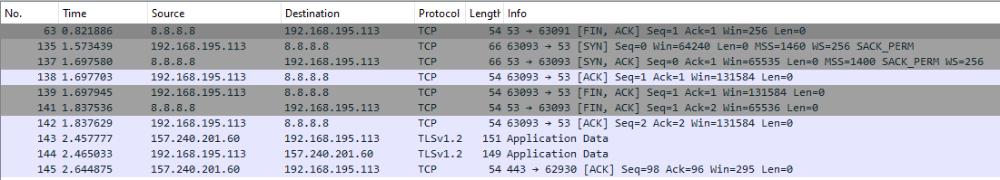 No. Time Source Destination Protocol Length Info
63 0.821886 8.8.8.8 192.168.195.113 TCP 54 53 → 63091 [FIN, ACK] Seq=1 Ack=1 Win=256 Len=0
135 1.573439 192.168.195.113 8.8.8.8 TCP 66 63093 → 53 [SYN] Seq=0 Win=64240 Len=0 MSS=1460 WS=256 SACK_PERM
137 1.697580 8.8.8.8 192.168.195.113 TCP 66 53 → 63093 [SYN, ACK] Seq=0 Ack=1 Win=65535 Len=0 MSS=1400 SACK_PERM WS=256
138 1.697703 192.168.195.113 8.8.8.8 TCP 54 63093 → 53 [ACK] Seq=1 Ack=1 Win=131584 Len=0
139 1.697945 192.168.195.113 8.8.8.8 TCP 54 63093 → 53 [FIN, ACK] Seq=1 Ack=1 Win=131584 Len=0
141 1.837536 8.8.8.8 192.168.195.113 TCP 54 53 → 63093 [FIN, ACK] Seq=1 Ack=2 Win=65536 Len=0
142 1.837629 192.168.195.113 8.8.8.8 TCP 54 63093 → 53 [ACK] Seq=2 Ack=2 Win=131584 Len=0
143 2.457777 157.240.201.60 192.168.195.113 TLSv1.2 151 Application Data
144 2.465033 192.168.195.113 157.240.201.60 TLSv1.2 149 Application Data
145 2.644875 157.240.201.60 192.168.195.113 TCP 54 443 → 62930 [ACK] Seq=98 Ack=96 Win=295 Len=0